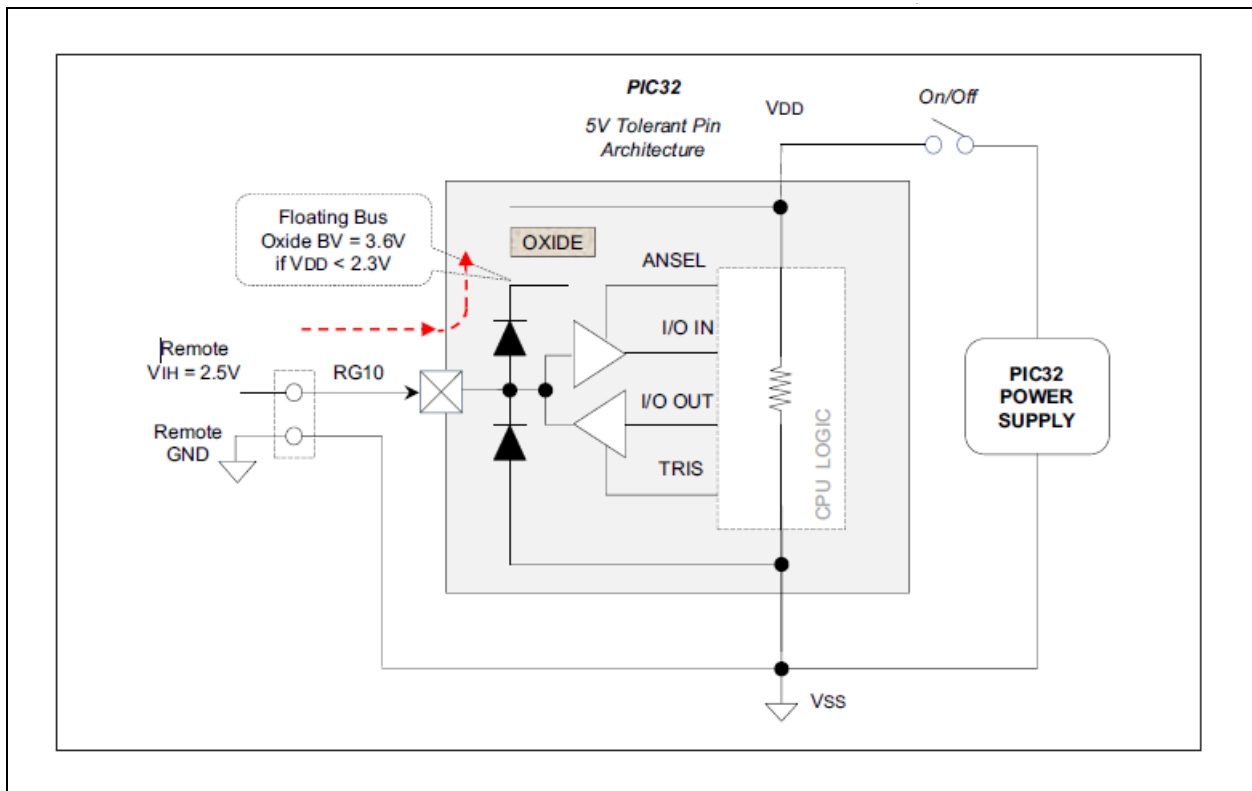 PIC32
5V Tolerant Pin
Architecture
VDD
On/Off
Floating Bus
Oxide BV = 3.6V
if VDD < 2.3V
OXIDE
ANSEL
I/O IN
Remote
VIH = 2.5V
RG10
I/O OUT
Remote
GND
TRIS
CPU LOGIC
PIC32
POWER
SUPPLY
VSS